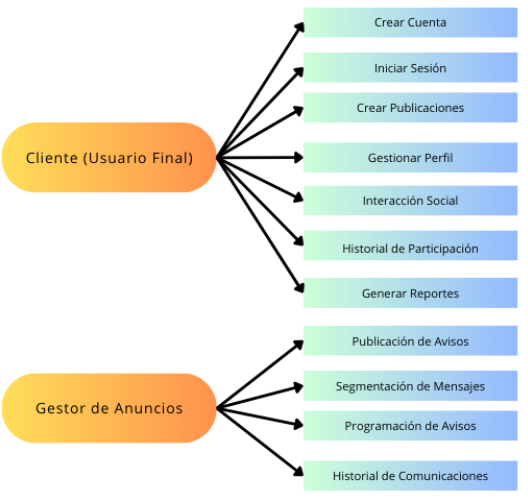 Crear Cuenta
Iniciar Sesión
Crear Publicaciones
Cliente (Usuario Final)
Gestionar Perfil
Interacción Social
Historial de Participación
Generar Reportes
Publicación de Avisos
Segmentación de Mensajes
Gestor de Anuncios
Programación de Avisos
Historial de Comunicaciones